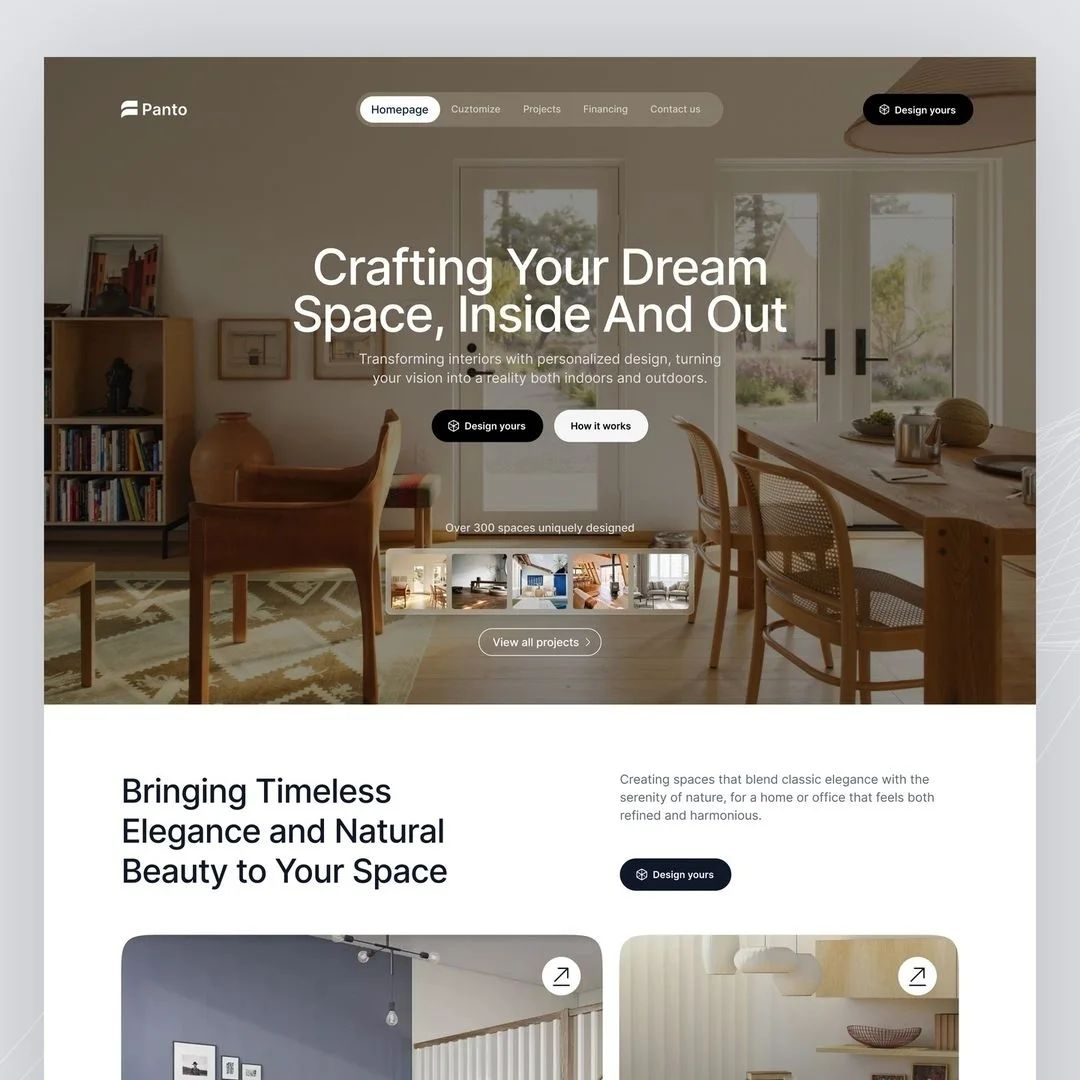 Panto
Homepage
Cuztomize
Projects
Financing
Contact us
Design yours
Crafting Your Dream
Space, Inside And Out
Transforming interiors with personalized design, turning
your vision into a reality both indoors and outdoors.
Design yours
How it works
Over 300 spaces uniquely designed
View all projects
Bringing Timeless
Elegance and Natural
Beauty to Your Space
Creating spaces that blend classic elegance with the
serenity of nature, for a home or office that feels both
refined and harmonious.
Design yours